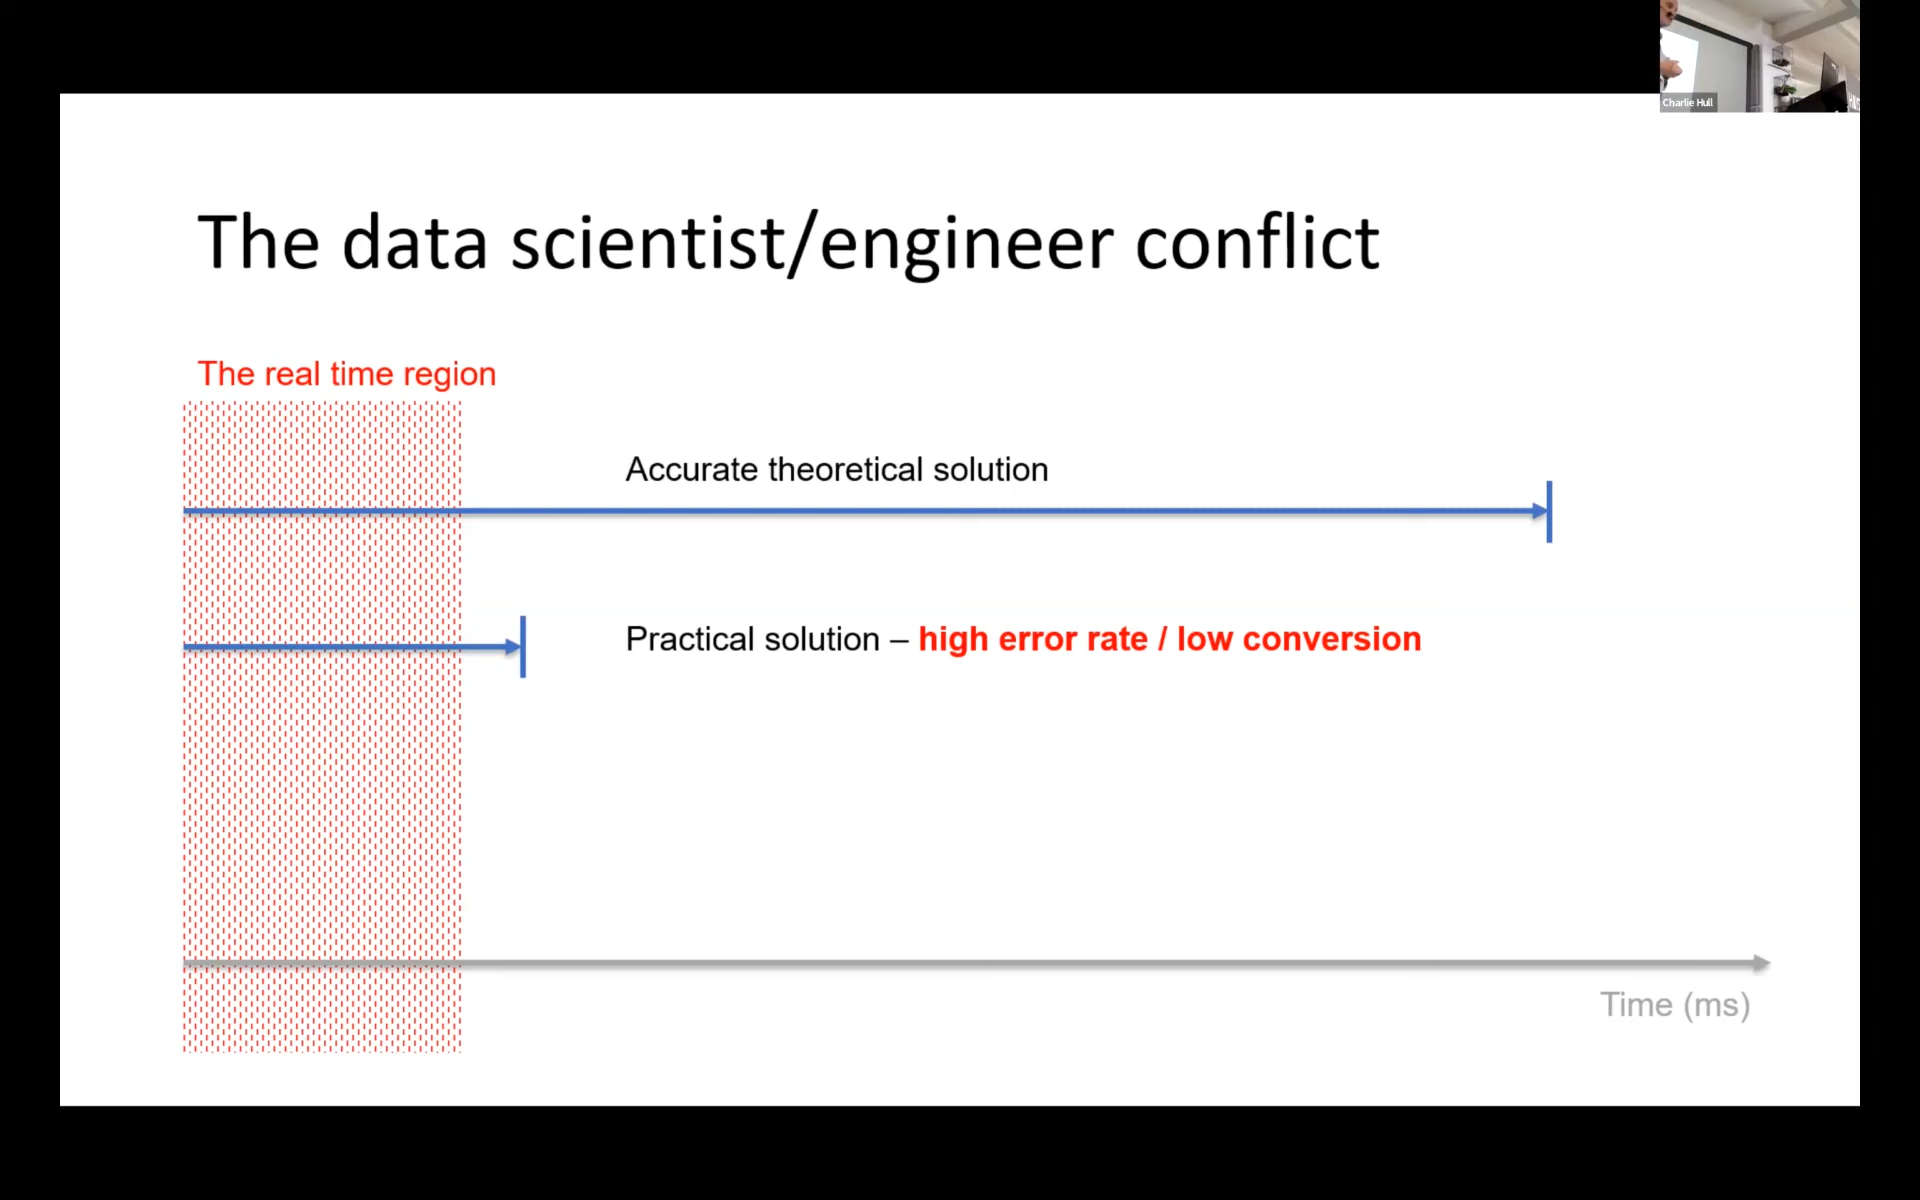 Charlie Hull
The data scientist/engineer conflict
The real time region
Accurate theoretical solution
Practical solution – high error rate / low conversion
Time (ms)